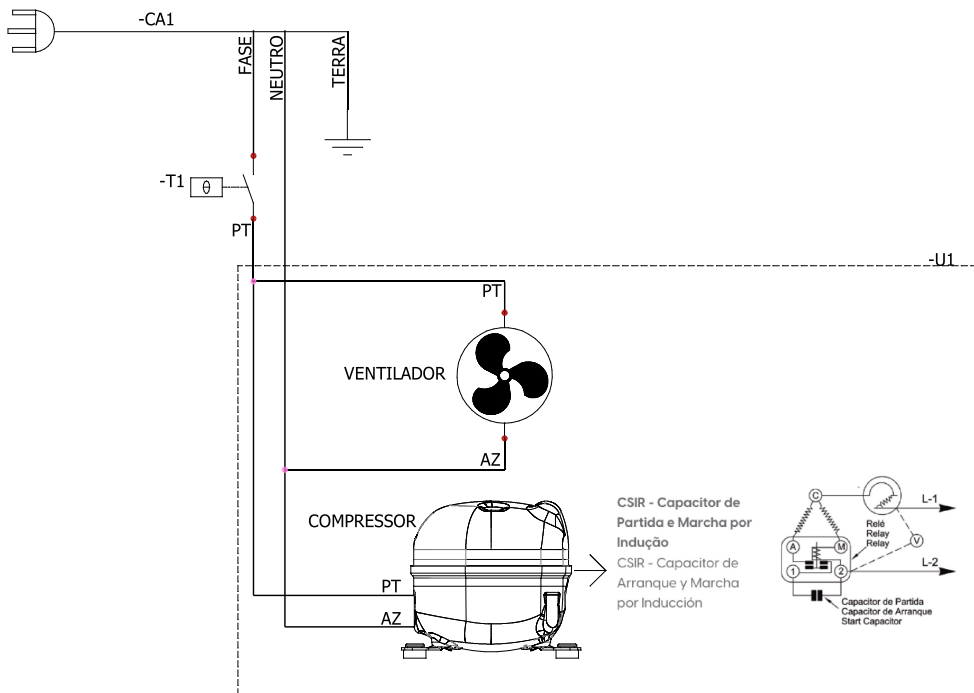 -CA1
FASE
NEUTRO
TERRA
-T1
θ
PT
-U1
PT
VENTILADOR
AZ
COMPRESSOR
PT
AZ
CSIR - Capacitor de
Partida e Marcha por
Indução
CSIR - Capacitor de
Arranque y Marcha
por Inducción
C
L-1
Relé
Relay
Relay
A
M
V
1
2
L-2
Capacitor de Partida
Capacitor de Arranque
Start Capacitor